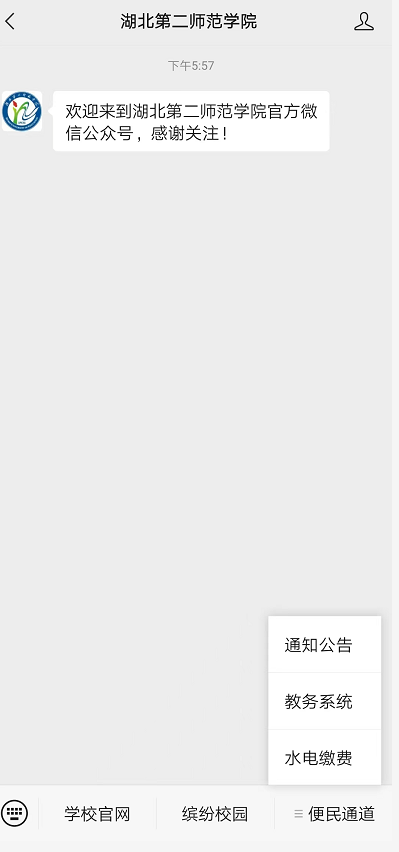 湖北第二师范学院
下午5:57
欢迎来到湖北第二师范学院官方微
信公众号，感谢关注！
通知公告
教务系统
水电缴费
学校官网
缤纷校园
便民通道